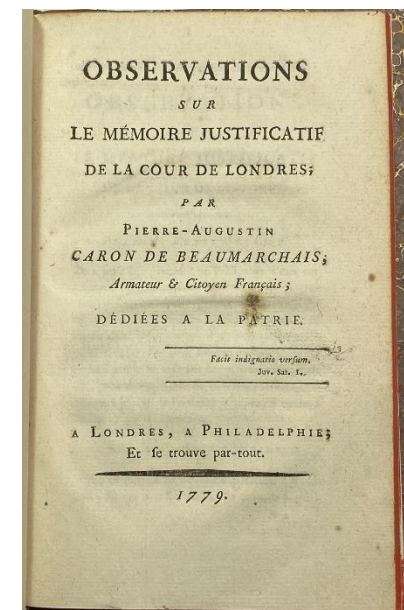 OBSERVATIONS
SUR
LE MÉMOIRE JUSTIFICATIF
DE LA COUR DE LONDRES;
PAR
PIERRE-AUGUSTIN
CARON DE BEAUMARCHAIS;
Armateur & Citoyen Français;
DÉDIÉES A LA PATRIE.
Facit indignatio versum.
Juv. Sat. I.
A LONDRES, A PHILADELPHIE;
Et se trouve par-tout.
1779.